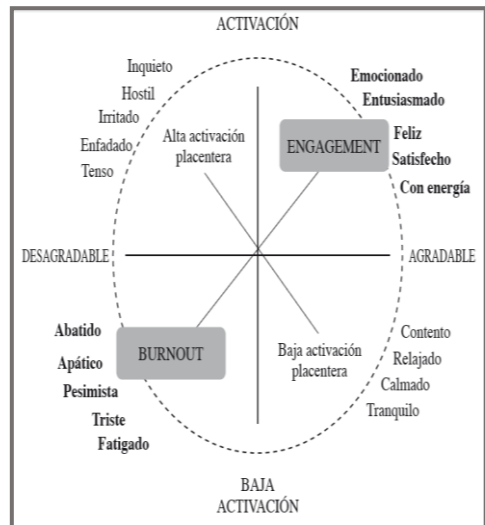 ACTIVACIÓN
Inquieto
Hostil
Irritado
Enfadado
Tenso
Alta activación
placentera
Emocionado
Entusiasmado
ENGAGEMENT
Feliz
Satisfecho
Con energía
DESAGRADABLE
AGRADABLE
Abatido
BURNOUT
Apático
Pesimista
Triste
Fatigado
Baja activación
placentera
Contento
Relajado
Calmado
Tranquilo
BAJA
ACTIVACIÓN